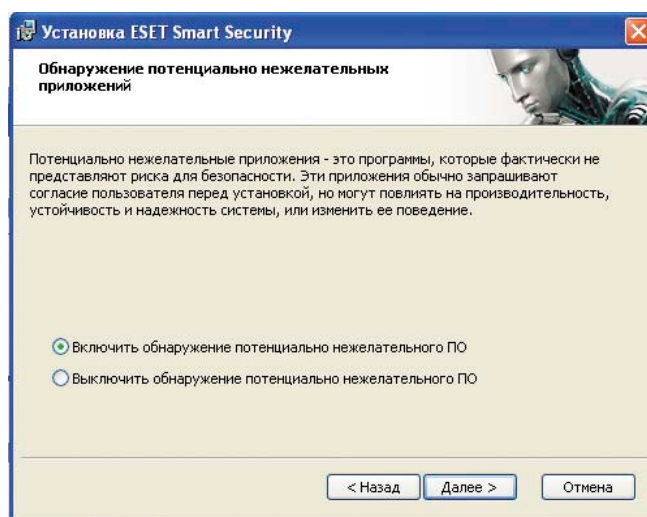 Установка ESET Smart Security
Обнаружение потенциально нежелательных
приложений
Потенциально нежелательные приложения - это программы, которые фактически не
представляют риска для безопасности. Эти приложения обычно запрашивают
согласие пользователя перед установкой, но могут повлиять на производительность,
устойчивость и надежность системы, или изменить ее поведение.
Включить обнаружение потенциально нежелательного ПО
Выключить обнаружение потенциально нежелательного ПО
< Назад Далее > Отмена